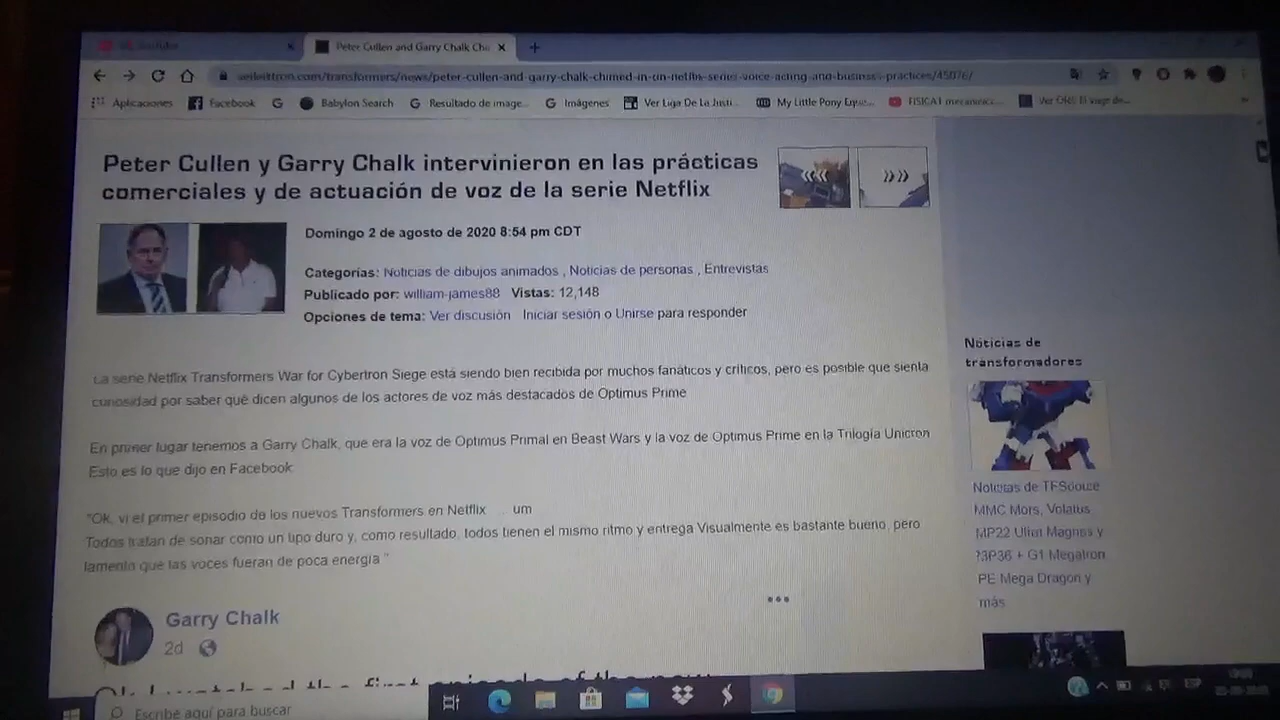 YouTube
Peter Cullen and Garry Chalk Chi
seibertron.com/transformers/news/peter-cullen-and-garry-chalk-chimed-in-on-netflix-series-voice-acting-and-business-practices/45076/
Aplicaciones Facebook Babylon Search Resultado de image... Imágenes Ver Liga De La Justi... My Little Pony Eque... FISICA1 mecanica... Ver
Peter Cullen y Garry Chalk intervinieron en las prácticas
comerciales y de actuación de voz de la serie Netflix
Domingo 2 de agosto de 2020 8:54 pm CDT
Categorías: Noticias de dibujos animados , Noticias de personas , Entrevistas
Publicado por: william-james88 Vistas: 12,148
Opciones de tema: Ver discusión Iniciar sesión o Unirse para responder
La serie Netflix Transformers War for Cybertron Siege está siendo bien recibida por muchos fanáticos y críticos, pero es posible que sienta
curiosidad por saber qué dicen algunos de los actores de voz más destacados de Optimus Prime
En primer lugar tenemos a Garry Chalk, que era la voz de Optimus Primal en Beast Wars y la voz de Optimus Prime en la Trilogía Unicron
Esto es lo que dijo en Facebook
"Ok, vi el primer episodio de los nuevos Transformers en Netflix ... um
Todos tratan de sonar como un tipo duro y, como resultado, todos tienen el mismo ritmo y entrega Visualmente es bastante bueno, pero
lamento que las voces fueran de poca energía "
Garry Chalk
2d
Noticias de
transformadores
Noticias de TFSource
MMC Mors, Volatus
MP22 Ultra Magnus y
?3P36 + G1 Megatron
PE Mega Dragon y
más
Escribe aquí para buscar
ESP